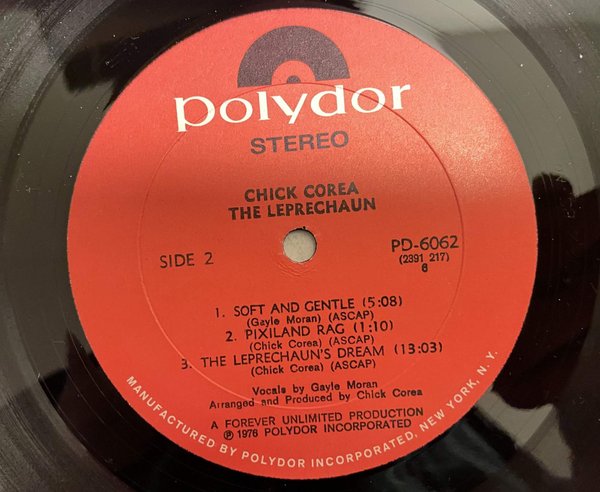 polydor
STEREO
CHICK COREA
THE LEPRECHAUN
SIDE 2
PD-6062
(2391 217)
6
1. SOFT AND GENTLE (5:08)
(Gayle Moran) (ASCAP)
2. PIXILAND RAG (1:10)
(Chick Corea) (ASCAP)
3. THE LEPRECHAUN'S DREAM (13:03)
(Chick Corea) (ASCAP)
Vocals by Gayle Moran
Arranged and Produced by Chick Corea
A FOREVER UNLIMITED PRODUCTION
℗ 1976 POLYDOR INCORPORATED
MANUFACTURED BY POLYDOR INCORPORATED, NEW YORK, N.Y.